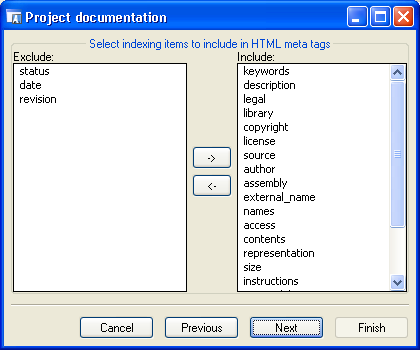 Project documentation
Select indexing items to include in HTML meta tags
Exclude:
status
date
revision
->
<-
Include:
keywords
description
legal
library
copyright
license
source
author
assembly
external_name
names
access
contents
representation
size
instructions
Cancel
Previous
Next
Finish